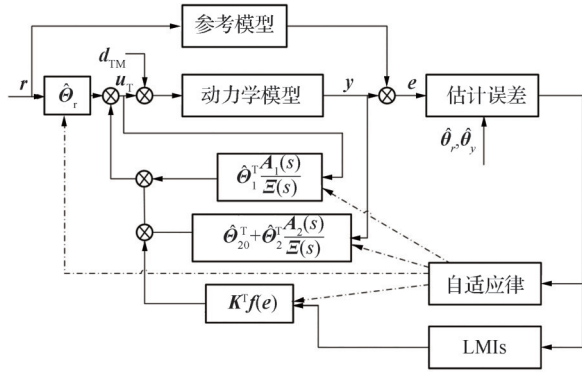 参考模型
d_TM
r
Θ̂_r
u_T
动力学模型
y
e
估计误差
θ̂_r,θ̂_y
Θ̂_1^T A_1(s)/Ξ(s)
Θ̂_20^T+Θ̂_2^T A_2(s)/Ξ(s)
自适应律
K^T f(e)
LMIs